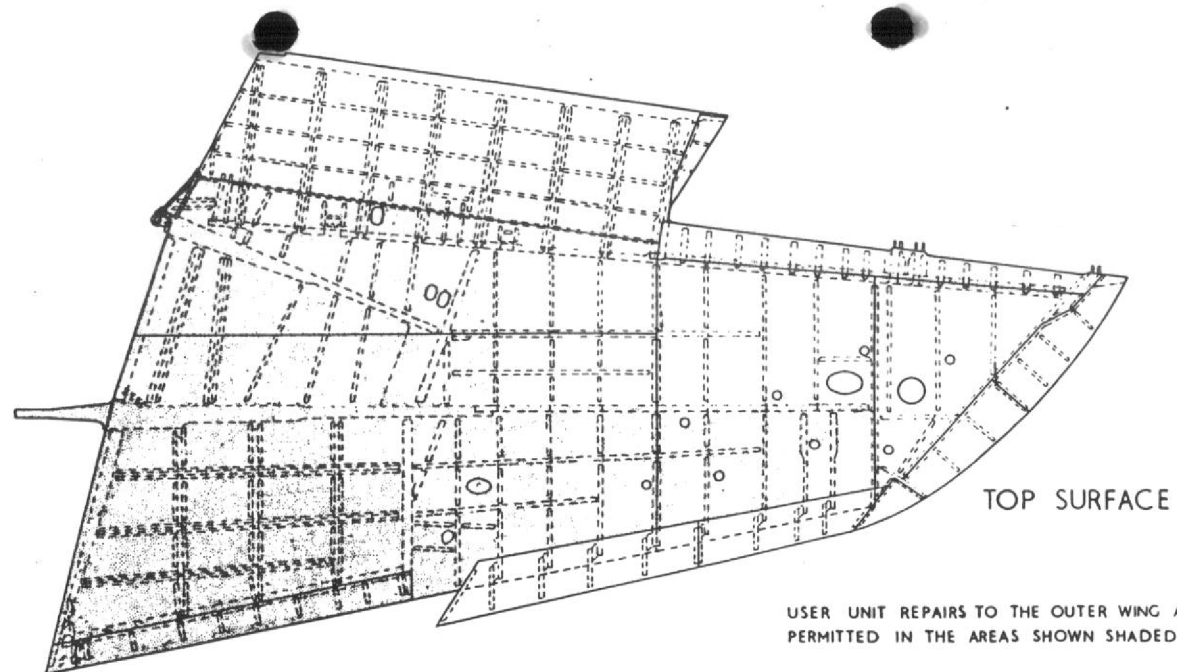 TOP SURFACE
USER UNIT REPAIRS TO THE OUTER WING
PERMITTED IN THE AREAS SHOWN SHADED